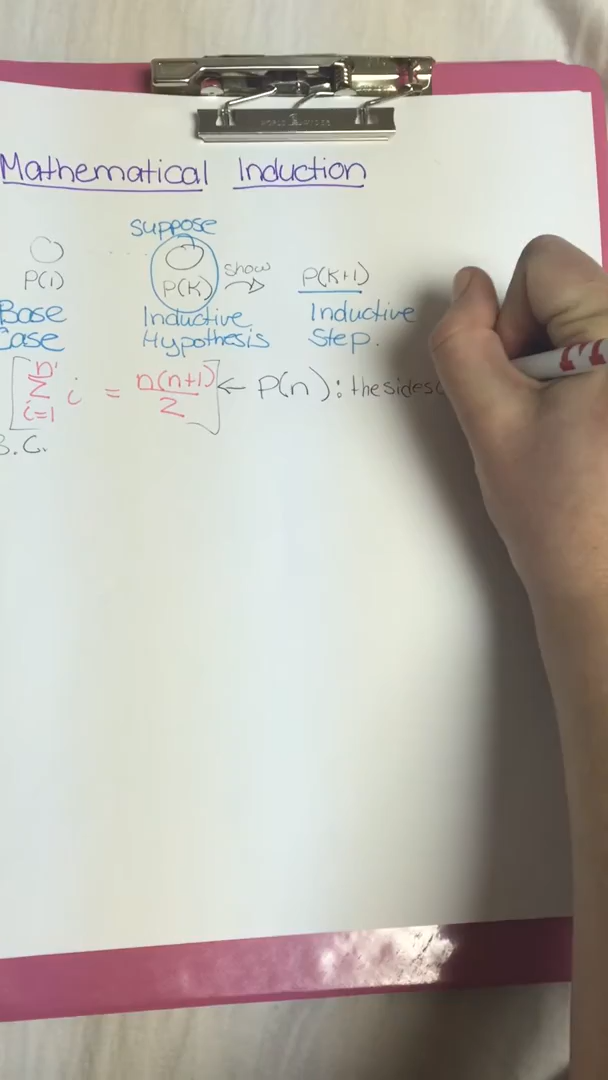 Mathematical Induction
suppose
P(1) P(K) show P(K+1)
Base Inductive Inductive
Case Hypothesis Step.
[n Σ i=1 i = n(n+1)/2] ← P(n): the sides
B.C.